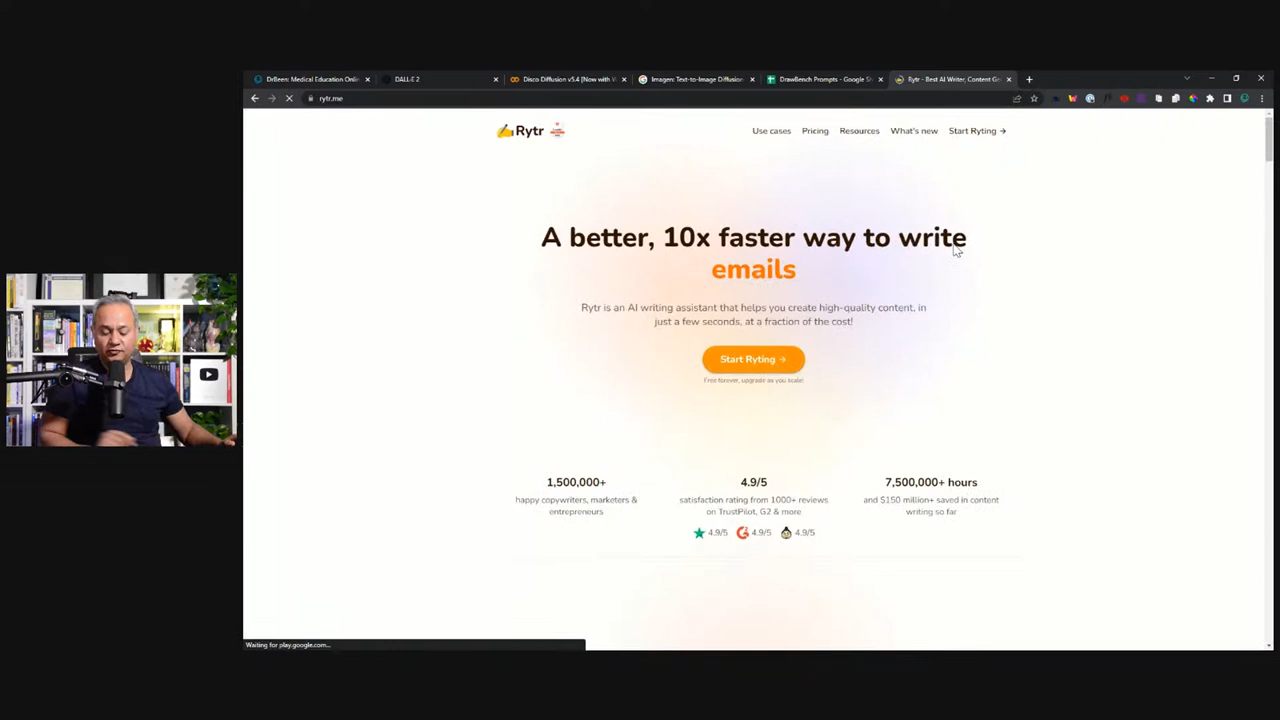 DrBeen: Medical Education Onli
DALL·E 2
Disco Diffusion v5.4 [Now with V
Imagen: Text-to-Image Diffusion
DrawBench Prompts - Google Sh
Rytr - Best AI Writer, Content Ge
rytr.me
Rytr
Use cases
Pricing
Resources
What's new
Start Ryting →
A better, 10x faster way to write
emails
Rytr is an AI writing assistant that helps you create high-quality content, in
just a few seconds, at a fraction of the cost!
Start Ryting →
Free forever, upgrade as you scale!
1,500,000+
happy copywriters, marketers &
entrepreneurs
4.9/5
satisfaction rating from 1000+ reviews
on TrustPilot, G2 & more
4.9/5 4.9/5 4.9/5
7,500,000+ hours
and $150 million+ saved in content
writing so far
Waiting for play.google.com...